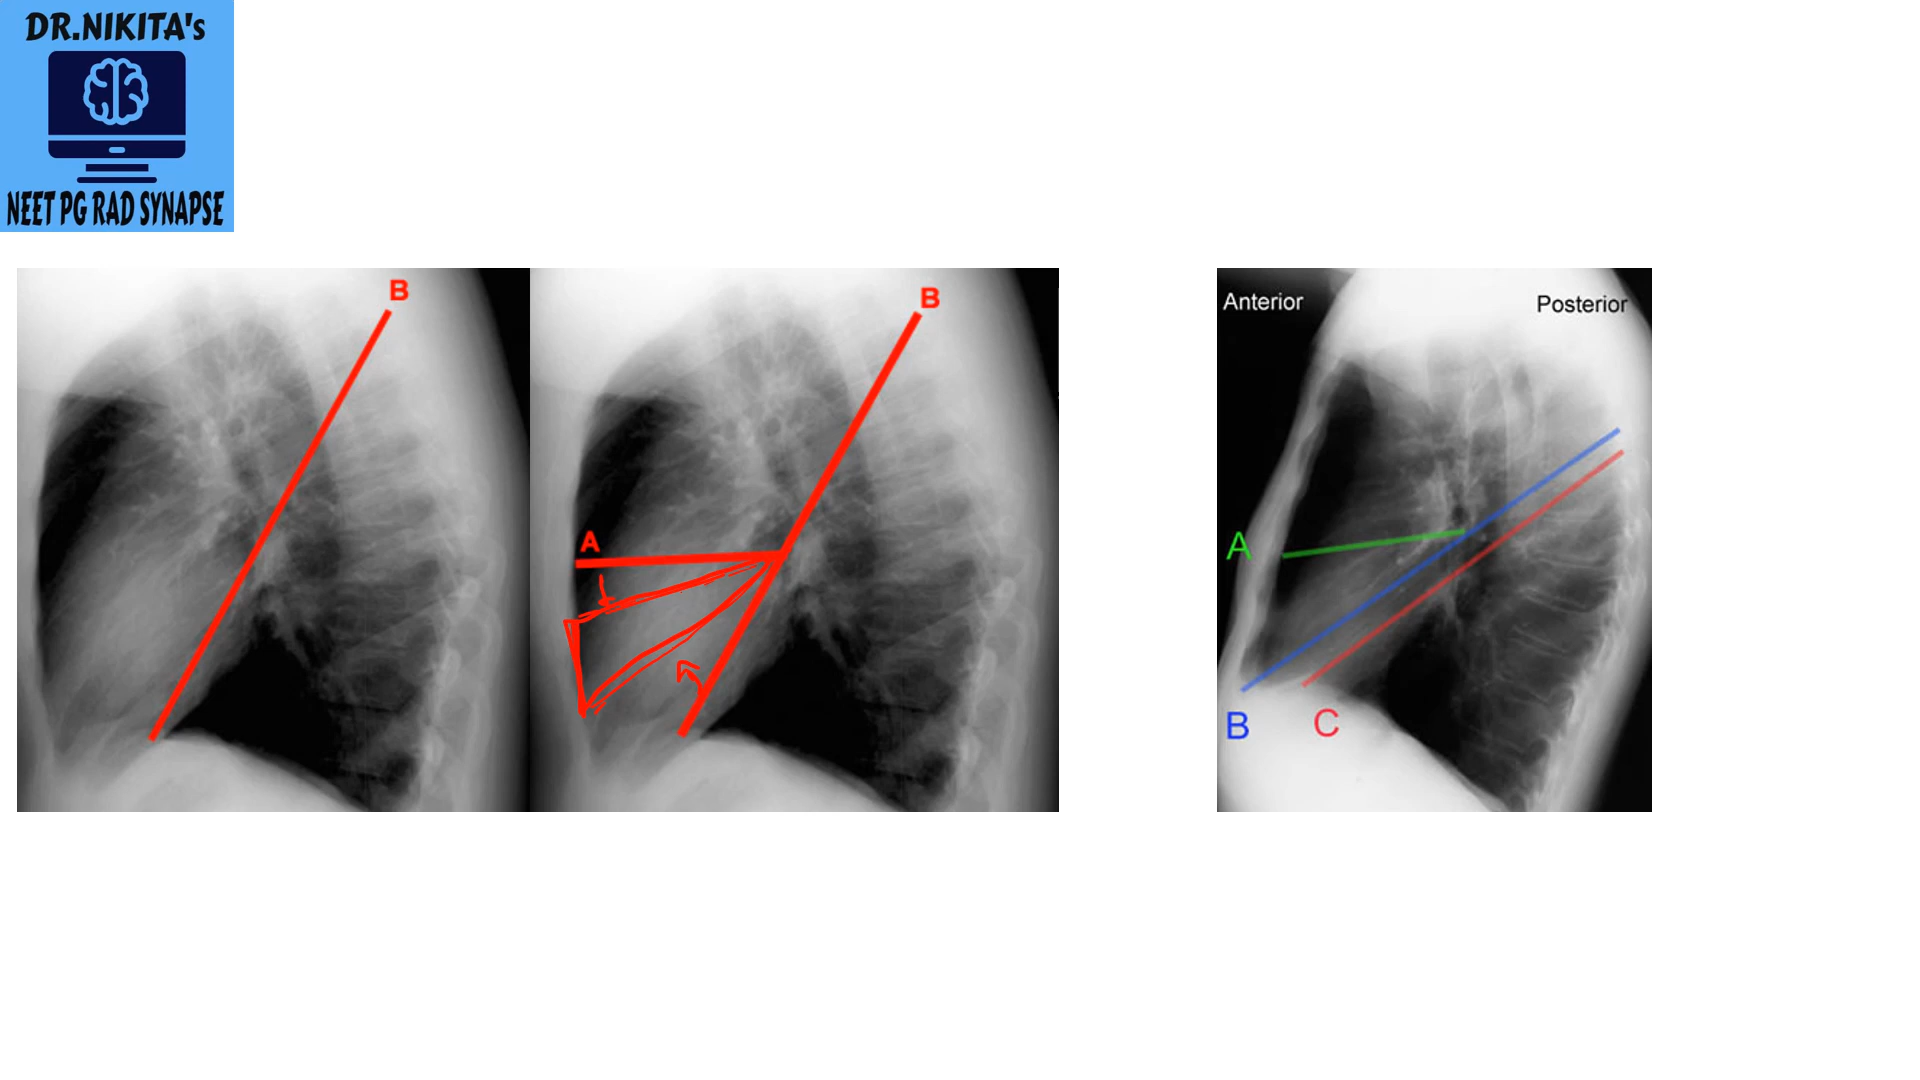 DR.NIKITA's
NEET PG RAD SYNAPSE
B
B
A
Anterior
Posterior
A
B
C